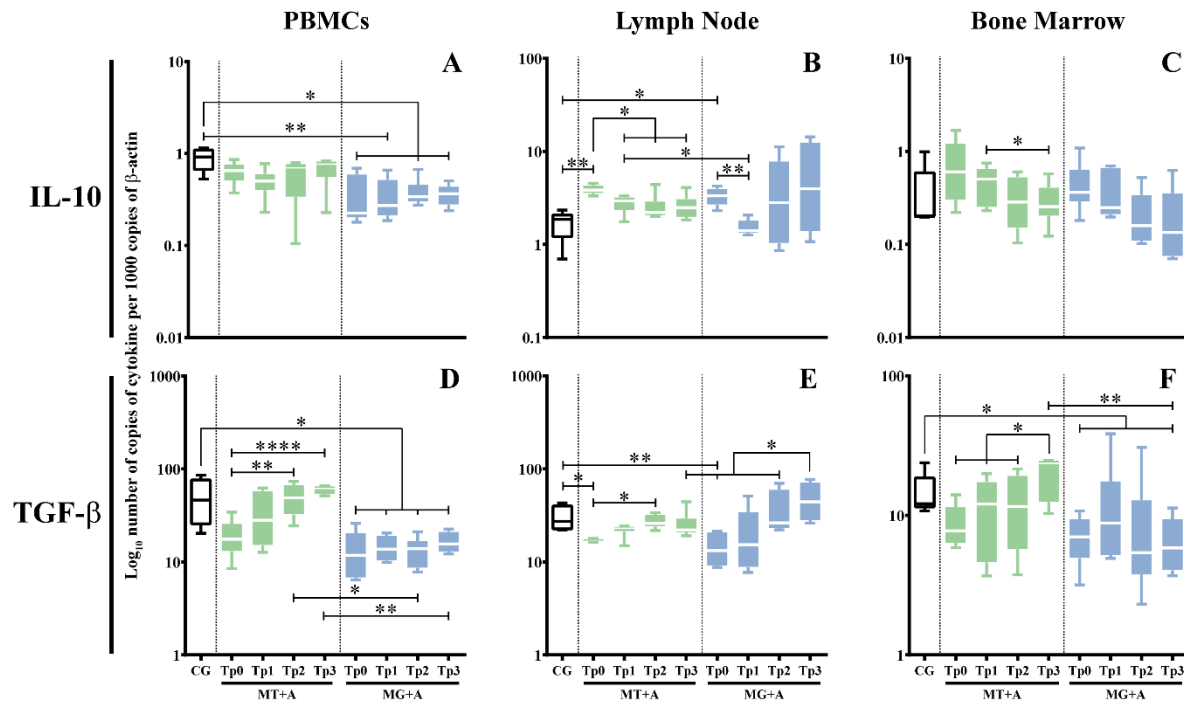 PBMCs
Lymph Node
Bone Marrow
IL-10
TGF-β
Log10 number of copies of cytokine per 1000 copies of β-actin
A
10
1
0.1
0.01
*
**
B
100
10
1
0.1
*
*
**
*
**
C
10
1
0.1
0.01
*
D
1000
100
10
1
*
****
**
*
**
CG
Tp0 Tp1 Tp2 Tp3
Tp0 Tp1 Tp2 Tp3
MT+A
MG+A
E
1000
100
10
1
**
*
*
*
CG
Tp0 Tp1 Tp2 Tp3
Tp0 Tp1 Tp2 Tp3
MT+A
MG+A
F
100
10
1
**
*
*
CG
Tp0 Tp1 Tp2 Tp3
Tp0 Tp1 Tp2 Tp3
MT+A
MG+A